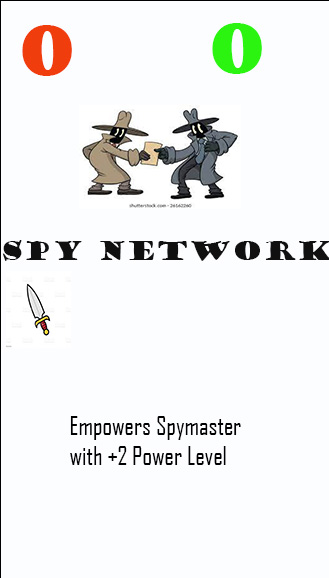 0 0
shutterstock.com · 26162260
SPY NETWORK
Empowers Spymaster
with +2 Power Level